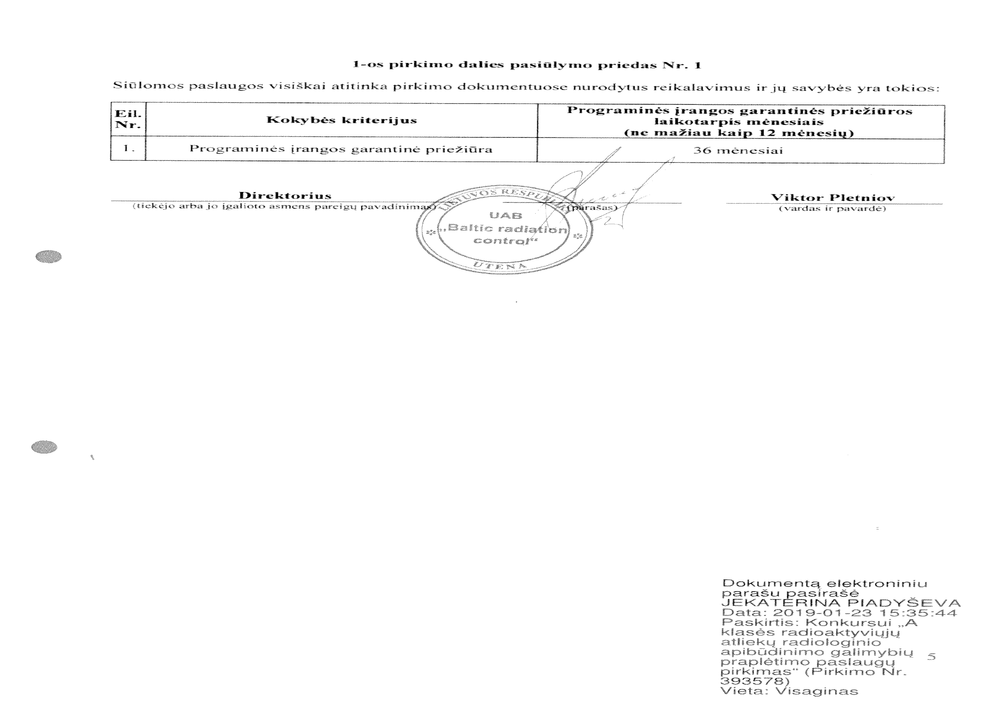 1-os pirkimo dalies pasiūlymo priedas Nr. 1
Siūlomos paslaugos visiškai atitinka pirkimo dokumentuose nurodytus reikalavimus ir jų savybės yra tokios:
Eil. Nr.
Kokybės kriterijus
Programinės įrangos garantinės priežiūros
laikotarpis mėnesiais
(ne mažiau kaip 12 mėnesių)
1.
Programinės įrangos garantinė priežiūra
36 mėnesiai
Direktorius
Viktor Pletniov
(tiekėjo arba jo įgalioto asmens pareigų pavadinimas)
(parašas)
(vardas ir pavardė)
LIETUVOS RESPUBLIKA
UAB
„Baltic radiation
control“
UTENA
Dokumentą elektroniniu
parašu pasirašė
JEKATERINA PIADYŠEVA
Data: 2019-01-23 15:35:44
Paskirtis: Konkursui „A
klasės radioaktyviųjų
atliekų radiologinio
apibūdinimo galimybių
praplėtimo paslaugų
pirkimas“ (Pirkimo Nr.
393578)
Vieta: Visaginas
5